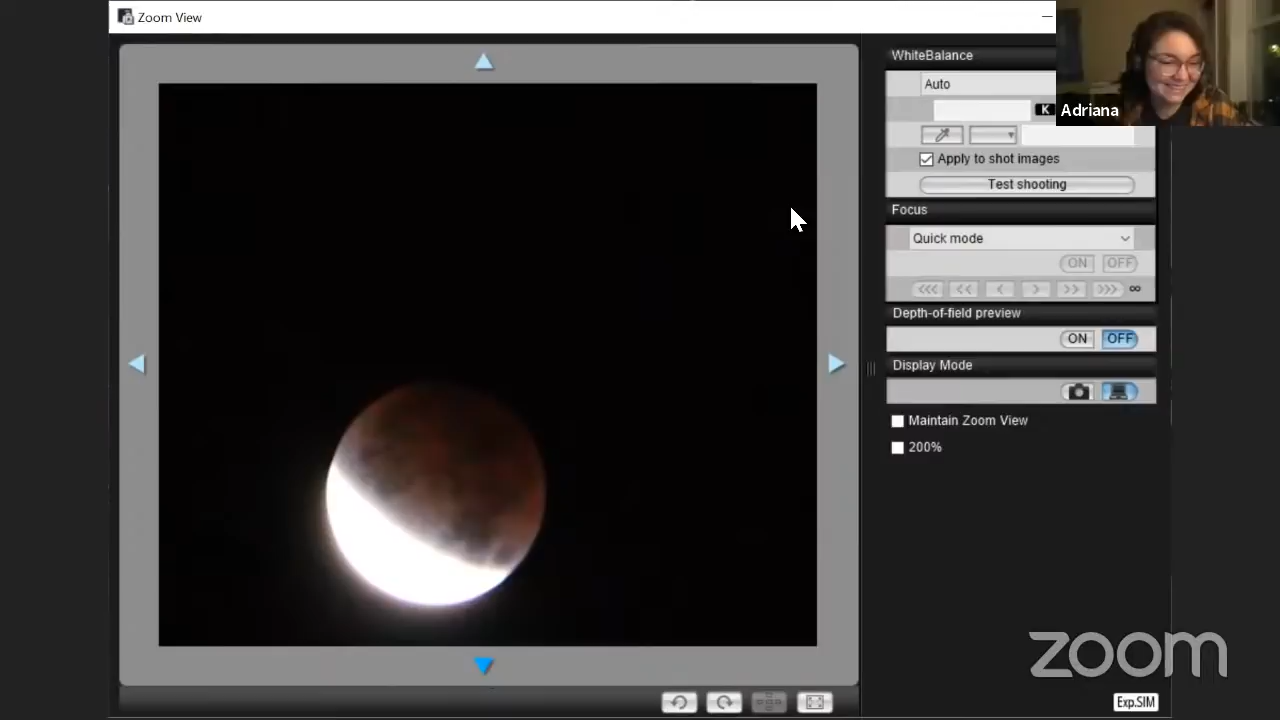 Zoom View
WhiteBalance
Auto
K
Adriana
Apply to shot images
Test shooting
Focus
Quick mode
ON OFF
<<< << < > >> >>> ∞
Depth-of-field preview
ON OFF
Display Mode
Maintain Zoom View
200%
zoom
Exp.SIM